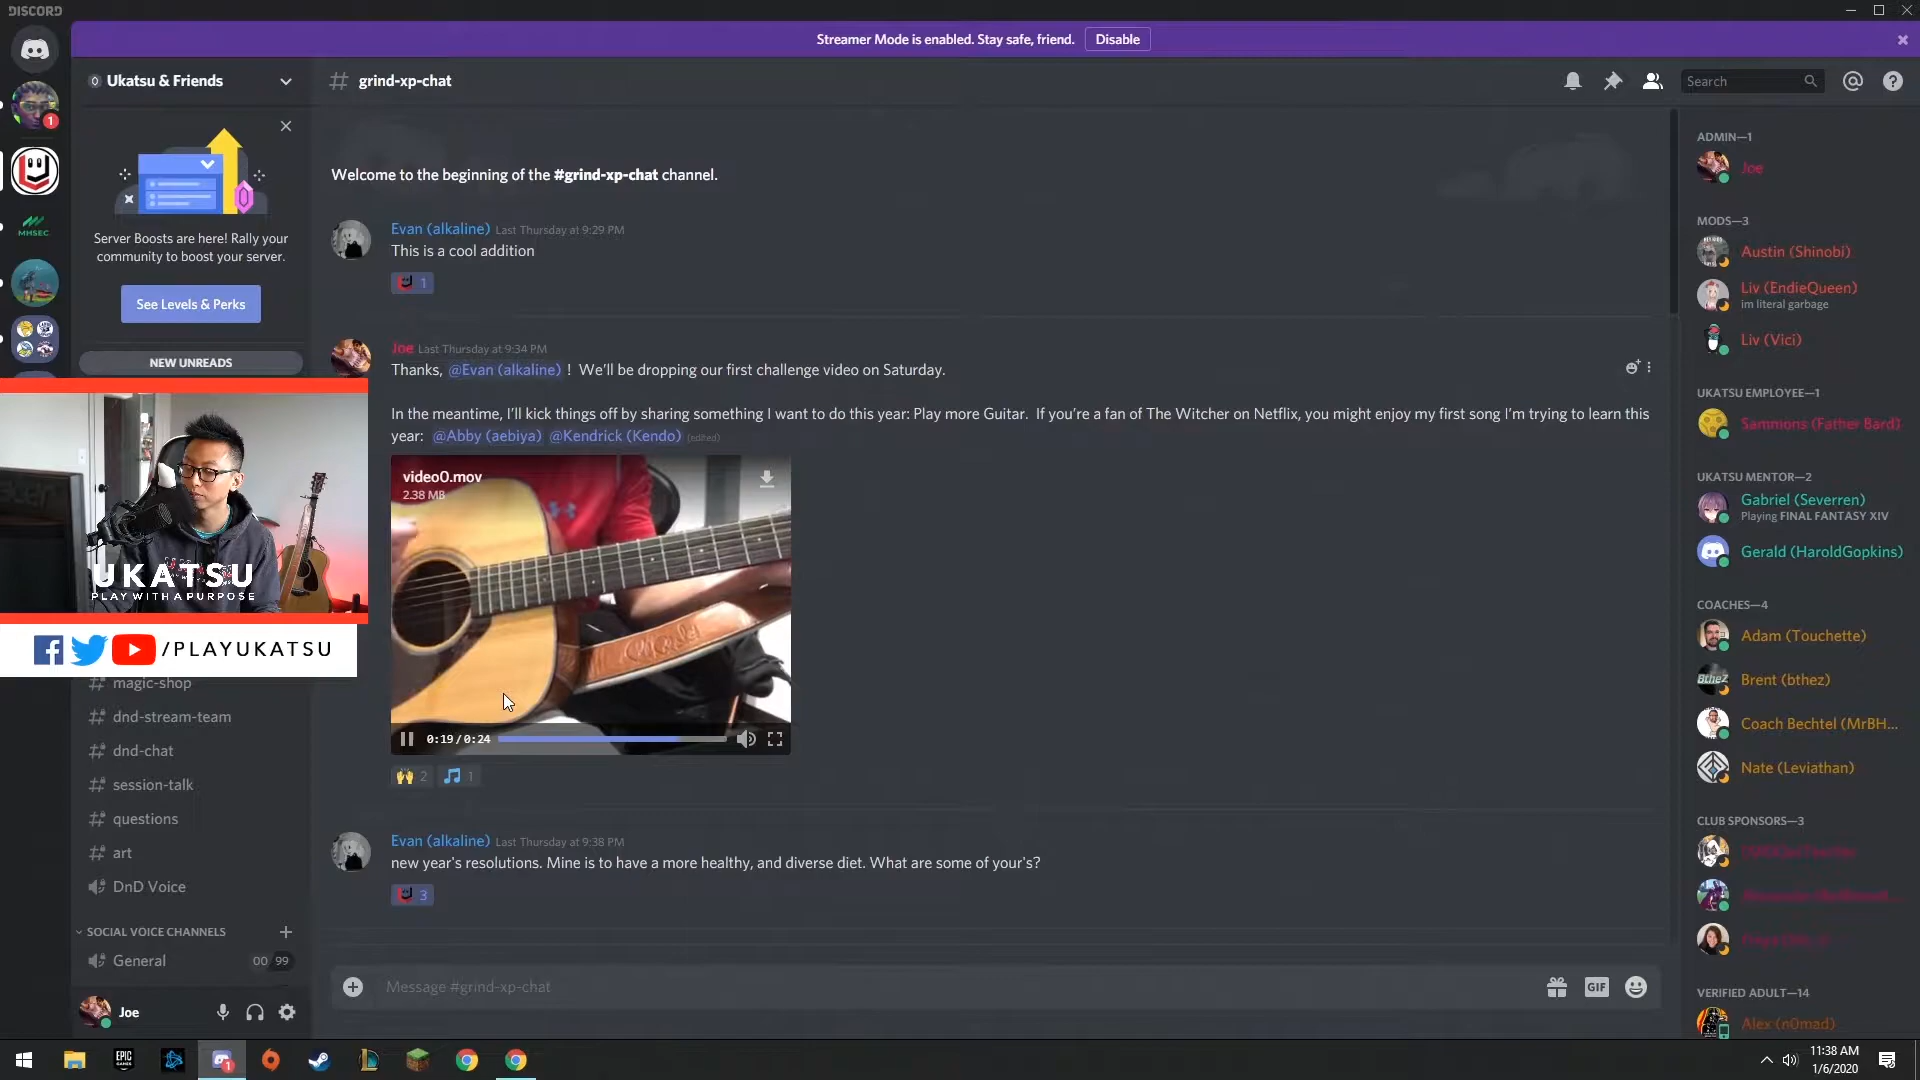 DISCORD
Streamer Mode is enabled. Stay safe, friend.
Disable
Ukatsu & Friends
grind-xp-chat
Search
1
MHSEC
Server Boosts are here! Rally your
community to boost your server.
See Levels & Perks
NEW UNREADS
Welcome to the beginning of the #grind-xp-chat channel.
Evan (alkaline) Last Thursday at 9:29 PM
This is a cool addition
1
Joe Last Thursday at 9:34 PM
Thanks, @Evan (alkaline) ! We'll be dropping our first challenge video on Saturday.
In the meantime, I'll kick things off by sharing something I want to do this year: Play more Guitar. If you're a fan of The Witcher on Netflix, you might enjoy my first song I'm trying to learn this
year: @Abby (aebiya) @Kendrick (Kendo) (edited)
video0.mov
2.38 MB
0:19/0:24
2
1
Evan (alkaline) Last Thursday at 9:38 PM
new year's resolutions. Mine is to have a more healthy, and diverse diet. What are some of your's?
3
Message #grind-xp-chat
GIF
UKATSU
PLAY WITH A PURPOSE
/PLAYUKATSU
magic-shop
dnd-stream-team
dnd-chat
session-talk
questions
art
DnD Voice
SOCIAL VOICE CHANNELS
General
00 99
Joe
ADMIN—1
Joe
MODS—3
Austin (Shinobi)
Liv (EndieQueen)
im literal garbage
Liv (Vici)
UKATSU EMPLOYEE—1
Sammons (Father Bard)
UKATSU MENTOR—2
Gabriel (Severren)
Playing FINAL FANTASY XIV
Gerald (HaroldGopkins)
COACHES—4
Adam (Touchette)
Brent (bthez)
Coach Bechtel (MrBH...
Nate (Leviathan)
CLUB SPONSORS—3
VERIFIED ADULT—14
Alex (n0mad)
EPIC
GAMES
1
11:38 AM
1/6/2020